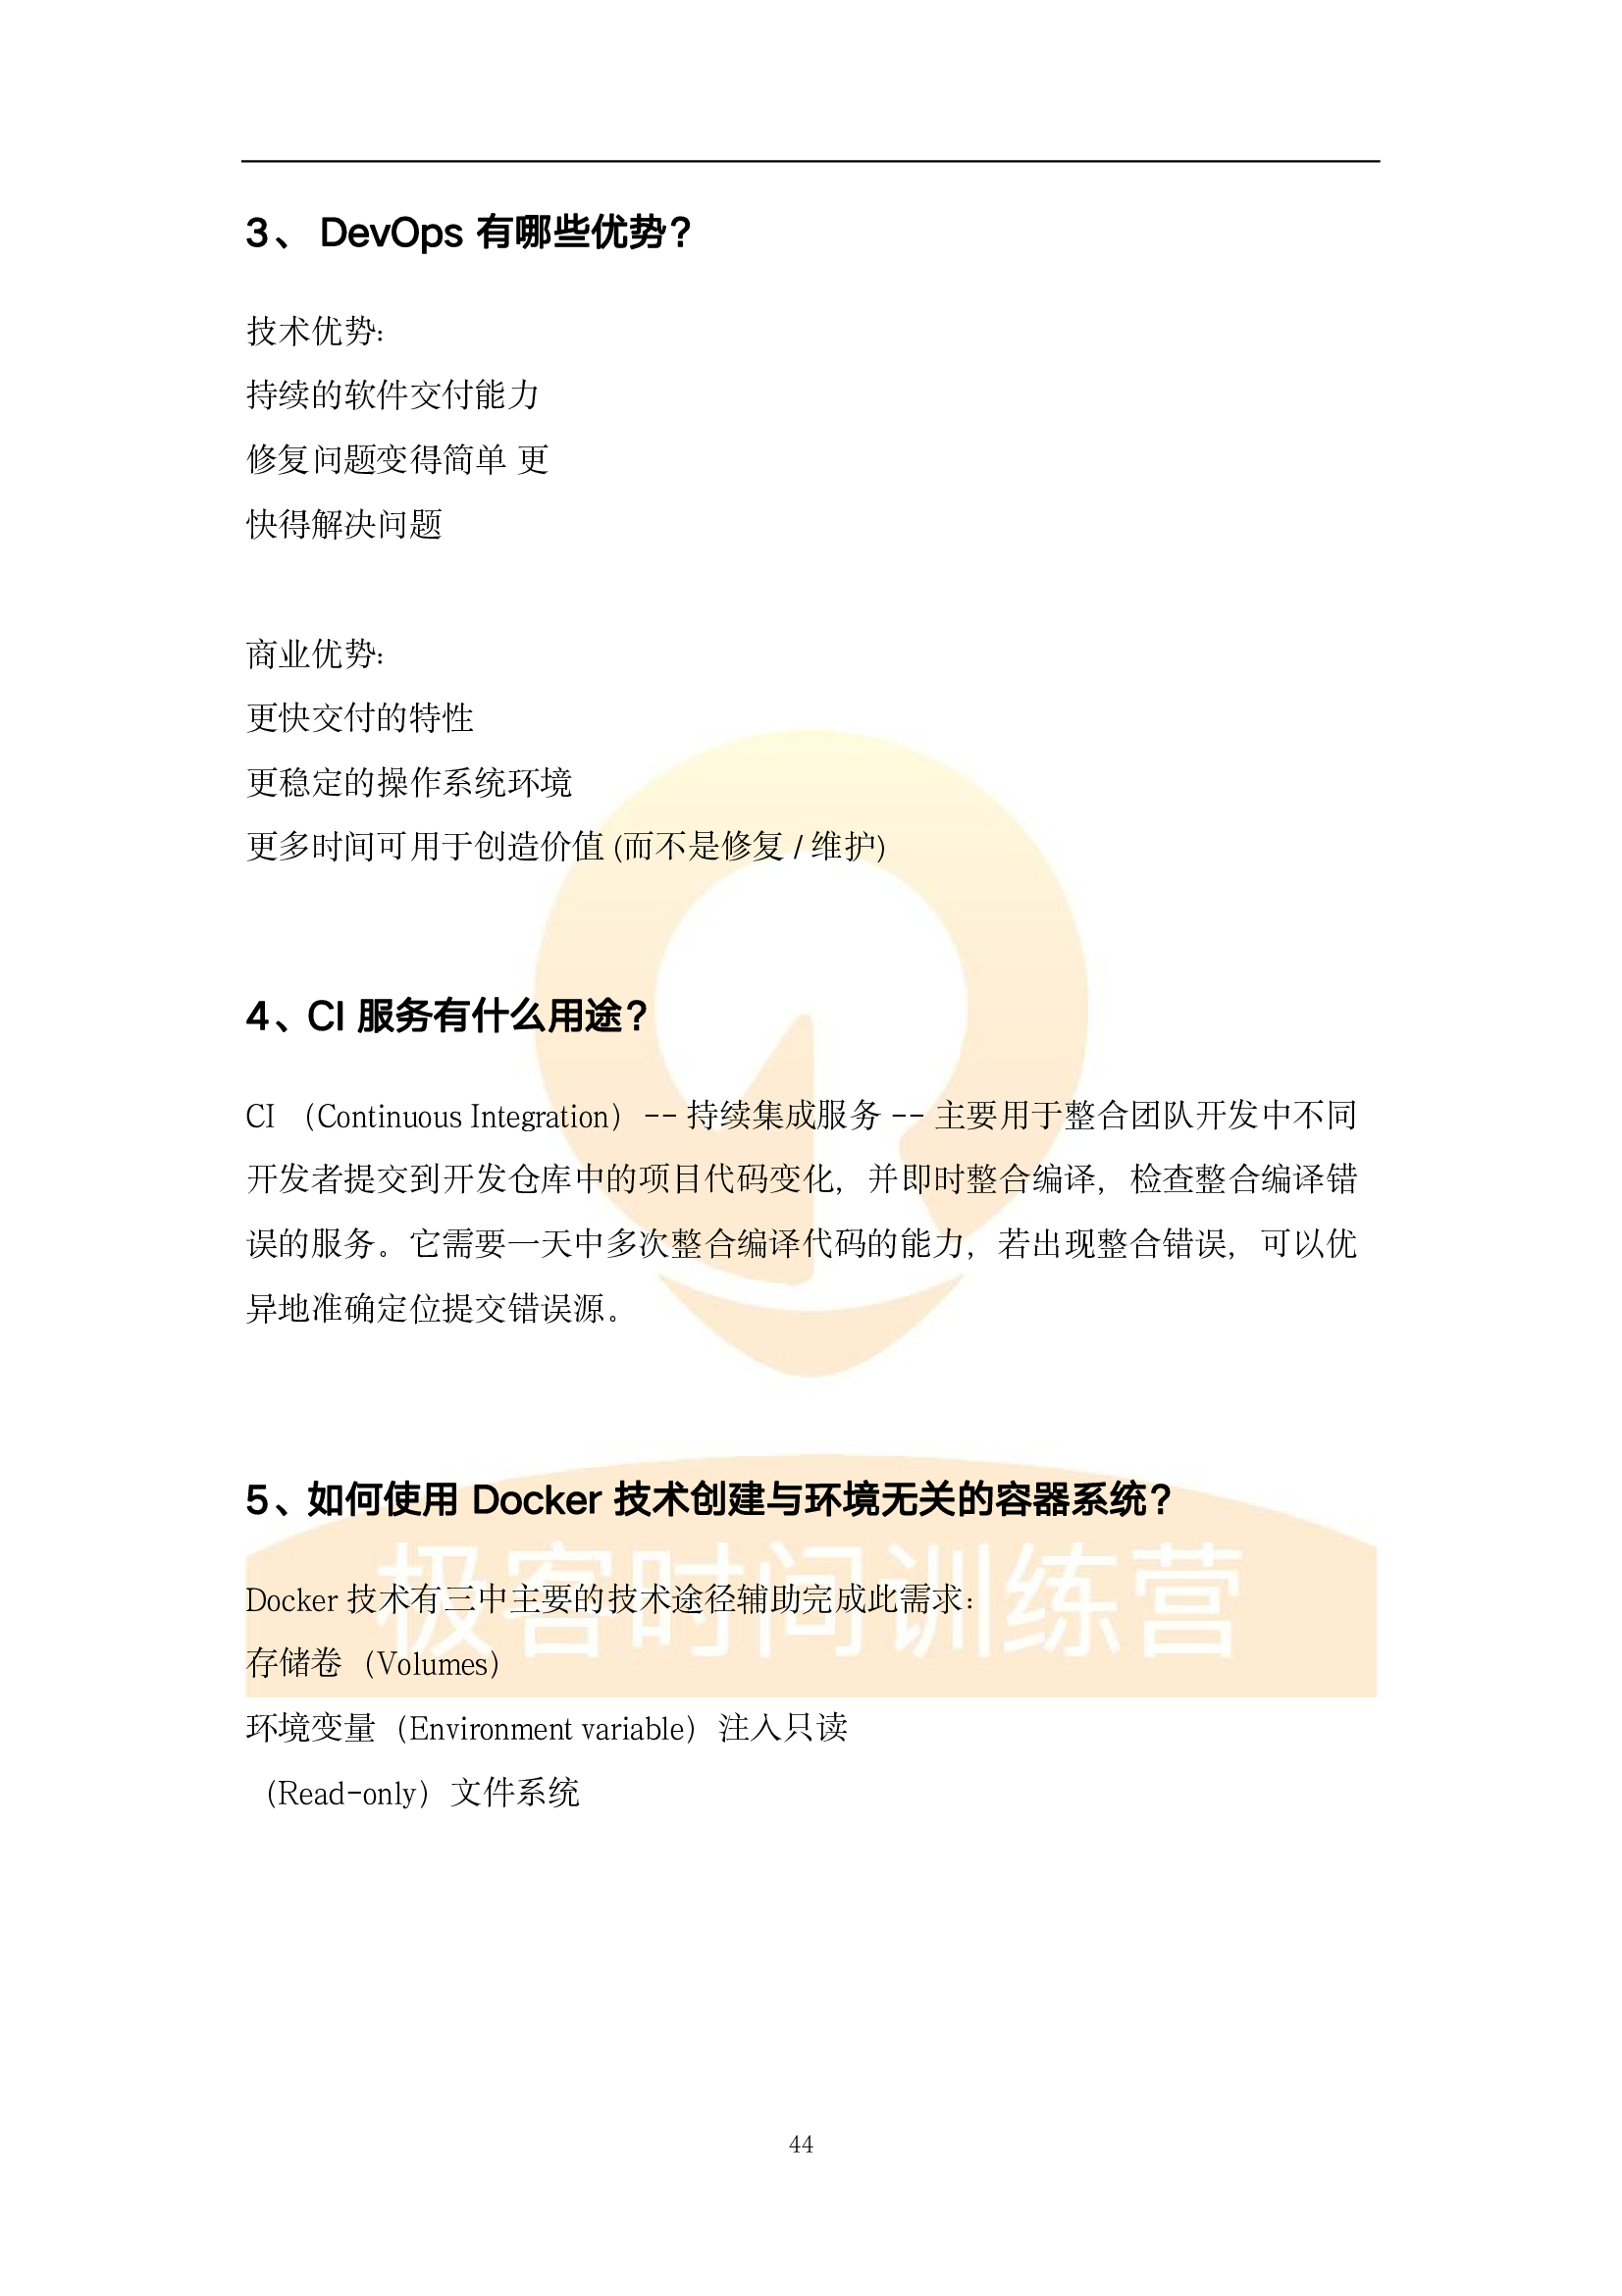 3、 DevOps 有哪些优势？
技术优势：
持续的软件交付能力
修复问题变得简单 更
快得解决问题
商业优势：
更快交付的特性
更稳定的操作系统环境
更多时间可用于创造价值 (而不是修复 / 维护)
4、CI 服务有什么用途？
CI （Continuous Integration）-- 持续集成服务 -- 主要用于整合团队开发中不同
开发者提交到开发仓库中的项目代码变化，并即时整合编译，检查整合编译错
误的服务。它需要一天中多次整合编译代码的能力，若出现整合错误，可以优
异地准确定位提交错误源。
5、如何使用 Docker 技术创建与环境无关的容器系统？
极客时间训练营
Docker 技术有三中主要的技术途径辅助完成此需求：
存储卷（Volumes）
环境变量（Environment variable）注入只读
（Read-only）文件系统
44